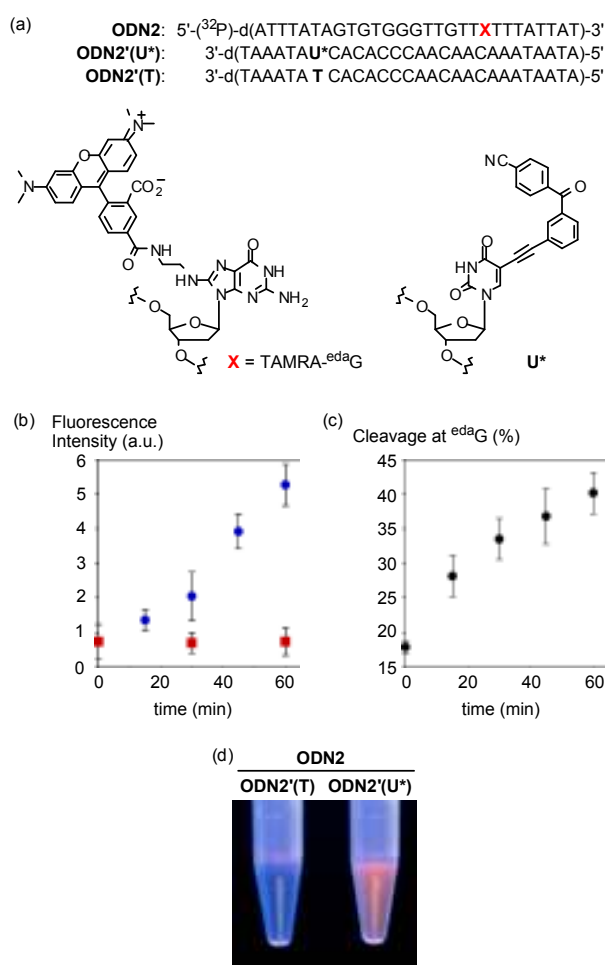 (a)
ODN2 5'-(³²P)-d(ATTTATAGTGTGGGTTGTTXTTTATTAT)-3'
ODN2'(U*): 3'-d(TAAATAU*CACACCCAACAACAAATAATA)-5'
ODN2'(T): 3'-d(TAAATA T CACACCCAACAACAAATAATA)-5'
N
+
N
O
CO₂⁻
O
NH
N
H
N
N
O
NH
N
NH₂
O
O
O
X = TAMRA-ᵉᵈᵃG
NC
O
O
HN
O
N
O
O
O
U*
(b) Fluorescence
Intensity (a.u.)
6
5
4
3
2
1
0
0 20 40 60
time (min)
(c) Cleavage at ᵉᵈᵃG (%)
45
40
35
30
25
20
15
0 20 40 60
time (min)
(d)
ODN2
ODN2'(T) ODN2'(U*)